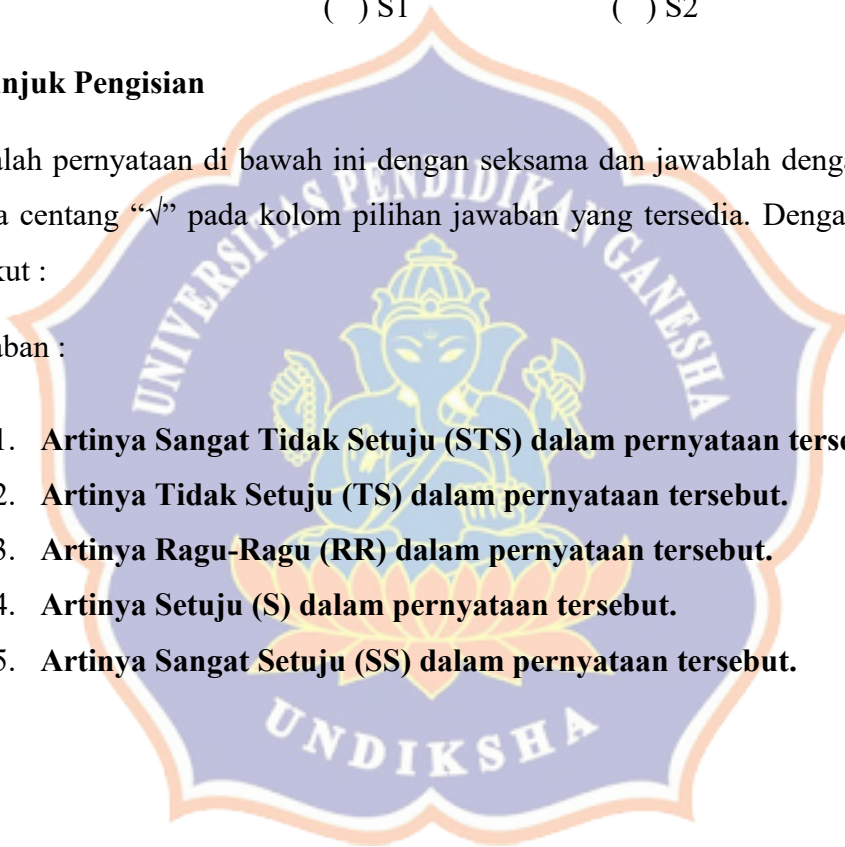 ( ) S1 ( ) S2
njuk Pengisian
alah pernyataan di bawah ini dengan seksama dan jawablah denga
a centang “√” pada kolom pilihan jawaban yang tersedia. Denga
kut :
aban :
1. Artinya Sangat Tidak Setuju (STS) dalam pernyataan terse
2. Artinya Tidak Setuju (TS) dalam pernyataan tersebut.
3. Artinya Ragu-Ragu (RR) dalam pernyataan tersebut.
4. Artinya Setuju (S) dalam pernyataan tersebut.
5. Artinya Sangat Setuju (SS) dalam pernyataan tersebut.
UNIVERSITAS PENDIDIKAN GANESHA
UNDIKSHA